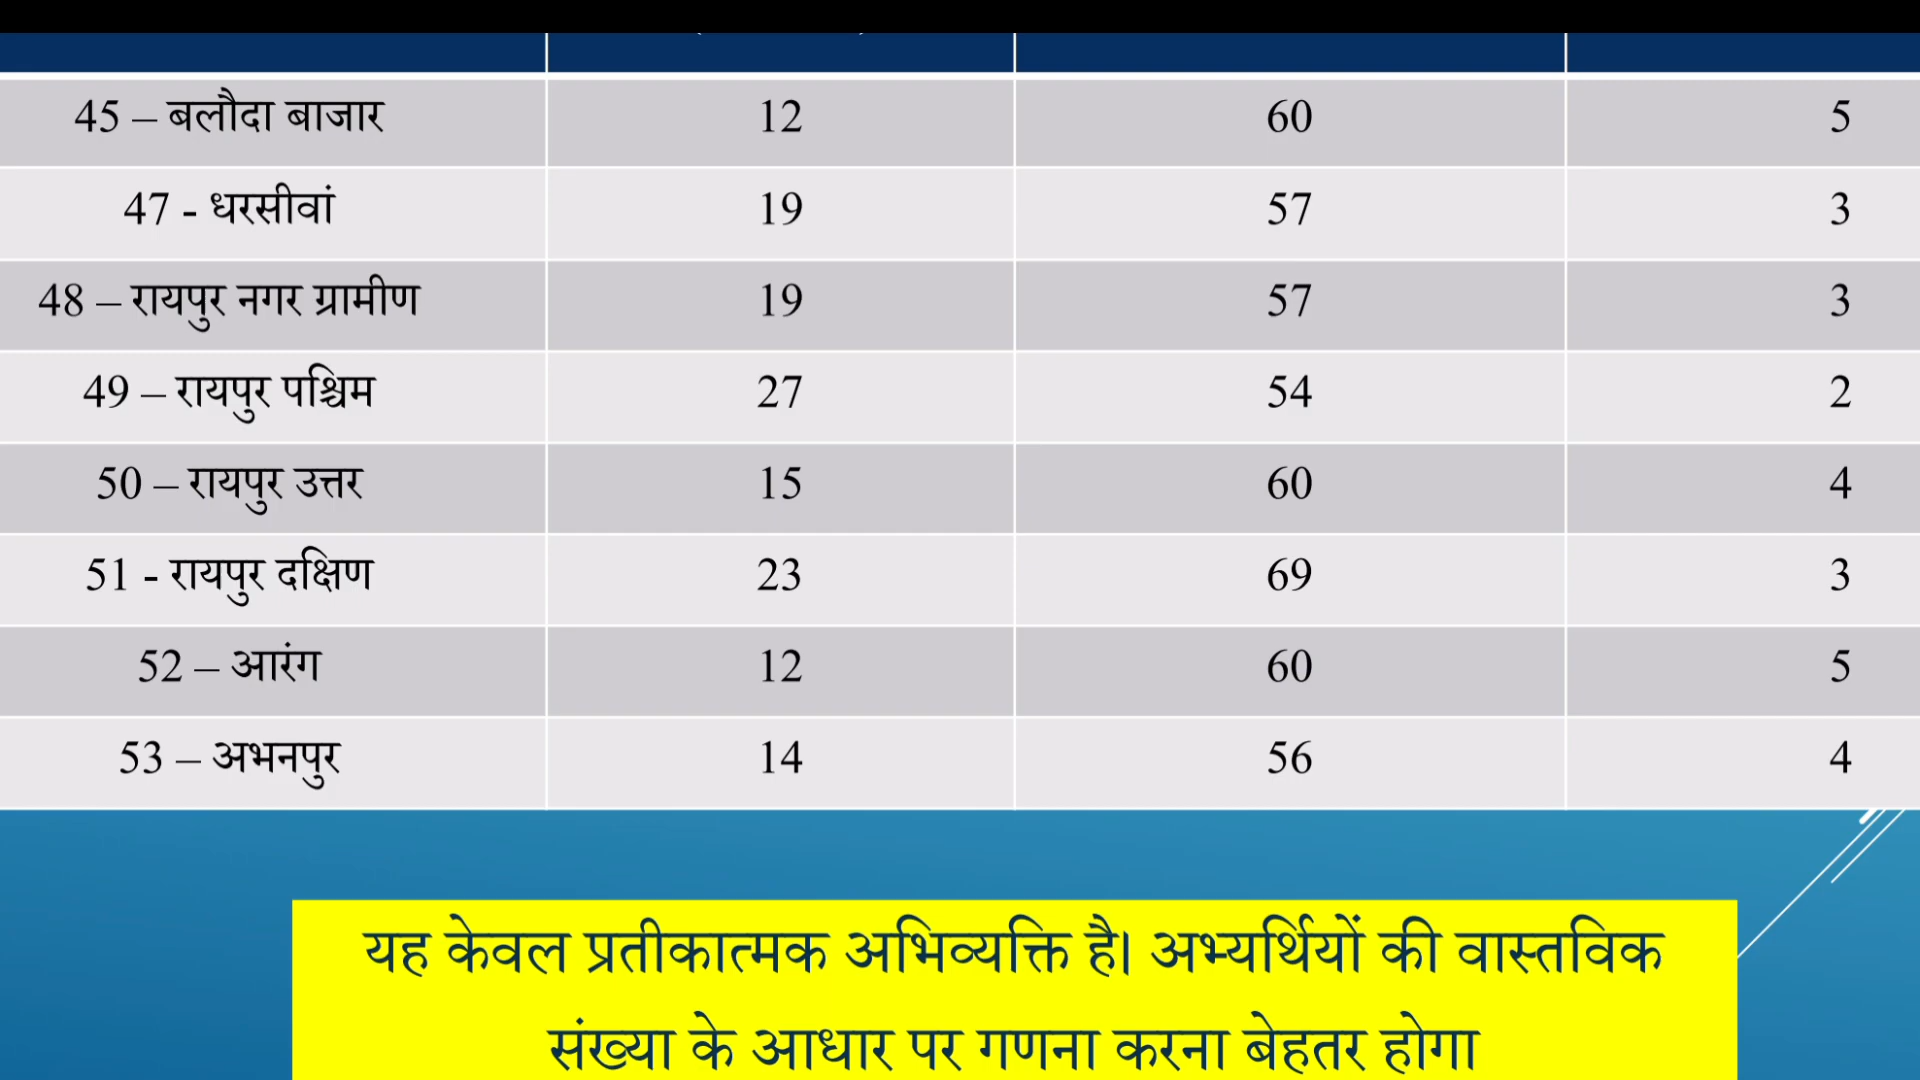 45 – बलौदा बाजार 12 60 5
47 - धरसीवां 19 57 3
48 – रायपुर नगर ग्रामीण 19 57 3
49 – रायपुर पश्चिम 27 54 2
50 – रायपुर उत्तर 15 60 4
51 - रायपुर दक्षिण 23 69 3
52 – आरंग 12 60 5
53 – अभनपुर 14 56 4
यह केवल प्रतीकात्मक अभिव्यक्ति है। अभ्यर्थियों की वास्तविक
संख्या के आधार पर गणना करना बेहतर होगा